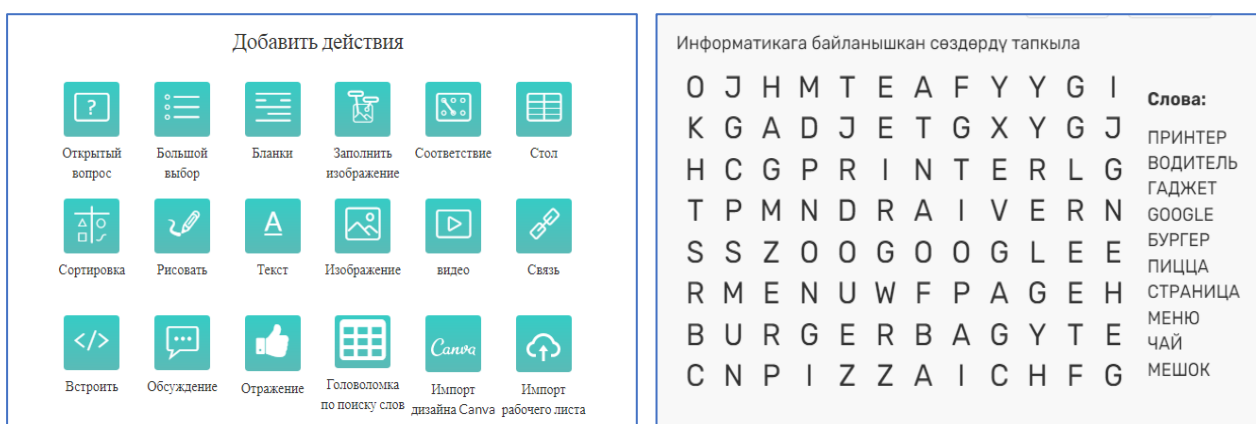 Добавить действия
Открытый вопрос
Большой выбор
Бланки
Заполнить изображение
Соответствие
Стол
Сортировка
Рисовать
Текст
Изображение
видео
Связь
Встроить
Обсуждение
Отражение
Головоломка по поиску слов
Canva
Импорт дизайна Canva
Импорт рабочего листа
Информатикага байланышкан сөздөрдү тапкыла
O J H M T E A F Y Y G I
K G A D J E T G X Y G J
H C G P R I N T E R L G
T P M N D R A I V E R N
S S Z O O G O O G L E E
R M E N U W F P A G E H
B U R G E R B A G Y T E
C N P I Z Z A I C H F G
Слова:
ПРИНТЕР
ВОДИТЕЛЬ
ГАДЖЕТ
GOOGLE
БУРГЕР
ПИЦЦА
СТРАНИЦА
МЕНЮ
ЧАЙ
МЕШОК